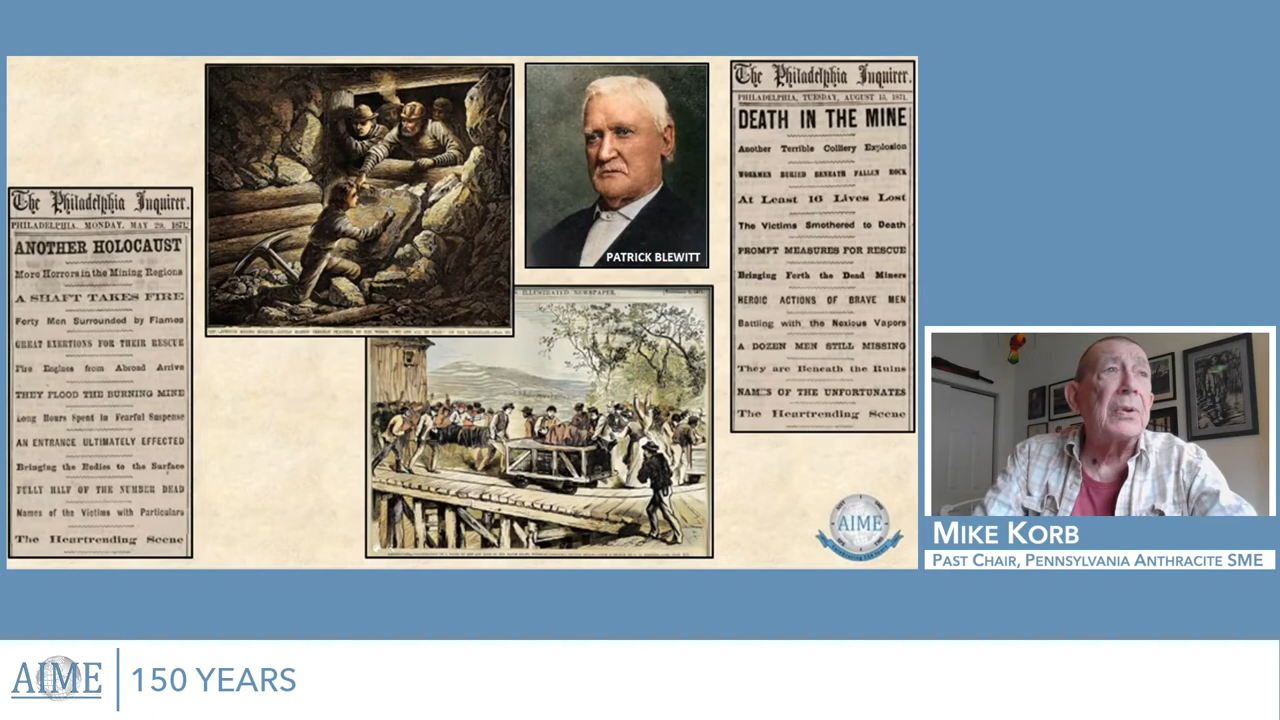 The Philadelphia Inquirer.
PHILADELPHIA, MONDAY, MAY 29, 1871.
ANOTHER HOLOCAUST
More Horrors in the Mining Regions
A SHAFT TAKES FIRE
Forty Men Surrounded by Flames
GREAT EXERTIONS FOR THEIR RESCUE
Fire Engines from Abroad Arrive
THEY FLOOD THE BURNING MINE
Long Hours Spent in Fearful Suspense
AN ENTRANCE ULTIMATELY EFFECTED
Bringing the Bodies to the Surface
FULLY HALF OF THE NUMBER DEAD
Names of the Victims with Particulars
The Heartrending Scene
PATRICK BLEWITT
ILLUSTRATED NEWSPAPER.
The Philadelphia Inquirer.
PHILADELPHIA, TUESDAY, AUGUST 15, 1871.
DEATH IN THE MINE
Another Terrible Colliery Explosion
WORKMEN BURIED BENEATH FALLEN ROCK
At Least 16 Lives Lost
The Victims Smothered to Death
PROMPT MEASURES FOR RESCUE
Bringing Forth the Dead Miners
HEROIC ACTIONS OF BRAVE MEN
Battling with the Noxious Vapors
A DOZEN MEN STILL MISSING
They are Beneath the Ruins
NAMES OF THE UNFORTUNATES
The Heartrending Scene
AIME
MIKE KORB
PAST CHAIR, PENNSYLVANIA ANTHRACITE SME
AIME
150 YEARS